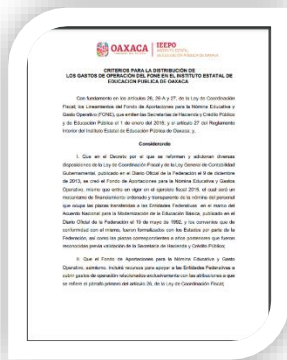 OAXACA IEEPO
CRITERIOS PARA LA DISTRIBUCIÓN DE
LOS GASTOS DE OPERACIÓN DEL FONE EN EL INSTITUTO ESTATAL DE
EDUCACIÓN PÚBLICA DE OAXACA
Con fundamento en los artículos 26, 26-A y 27, de la Ley de Coordinación
Fiscal; los Lineamientos del Fondo de Aportaciones para la Nómina Educativa y
Gasto Operativo (FONE), que emiten las Secretarías de Hacienda y Crédito Público
y de Educación Pública el 1 de enero del 2018; y el artículo 27 del Reglamento
Interior del Instituto Estatal de Educación Pública de Oaxaca; y,
Considerando
I. Que en el Decreto por el que se reforman y adicionan diversas
disposiciones de la Ley de Coordinación Fiscal y de la Ley General de Contabilidad
Gubernamental, publicado en el Diario Oficial de la Federación el 9 de diciembre
de 2013, se creó el Fondo de Aportaciones para la Nómina Educativa y Gasto
Operativo, mismo que entró en vigor en el ejercicio fiscal 2015, el cual será un
mecanismo de financiamiento ordenado y transparente de la nómina del personal
que ocupa las plazas transferidas a las Entidades Federativas en el marco del
Acuerdo Nacional para la Modernización de la Educación Básica, publicado en el
Diario Oficial de la Federación el 19 de mayo de 1992, y los convenios que de
conformidad con el mismo, fueron formalizados con los Estados por parte de la
Federación, así como las plazas correspondientes a años posteriores que fueron
reconocidas previa validación de la Secretaría de Hacienda y Crédito Público;
II. Que el Fondo de Aportaciones para la Nómina Educativa y Gasto
Operativo, asimismo, incluirá recursos para apoyar a las Entidades Federativas a
cubrir gastos de operación relacionados exclusivamente con las atribuciones a que
se refiere el párrafo primero del artículo 26, de la Ley de Coordinación Fiscal;